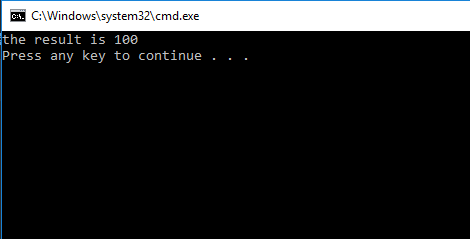 C:\Windows\system32\cmd.exe
the result is 100
Press any key to continue . . .